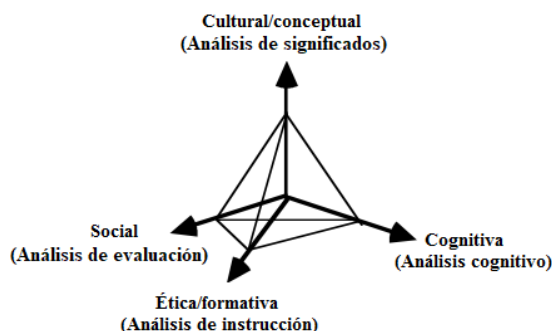 Cultural/conceptual
(Análisis de significados)
Social
(Análisis de evaluación)
Cognitiva
(Análisis cognitivo)
Ética/formativa
(Análisis de instrucción)